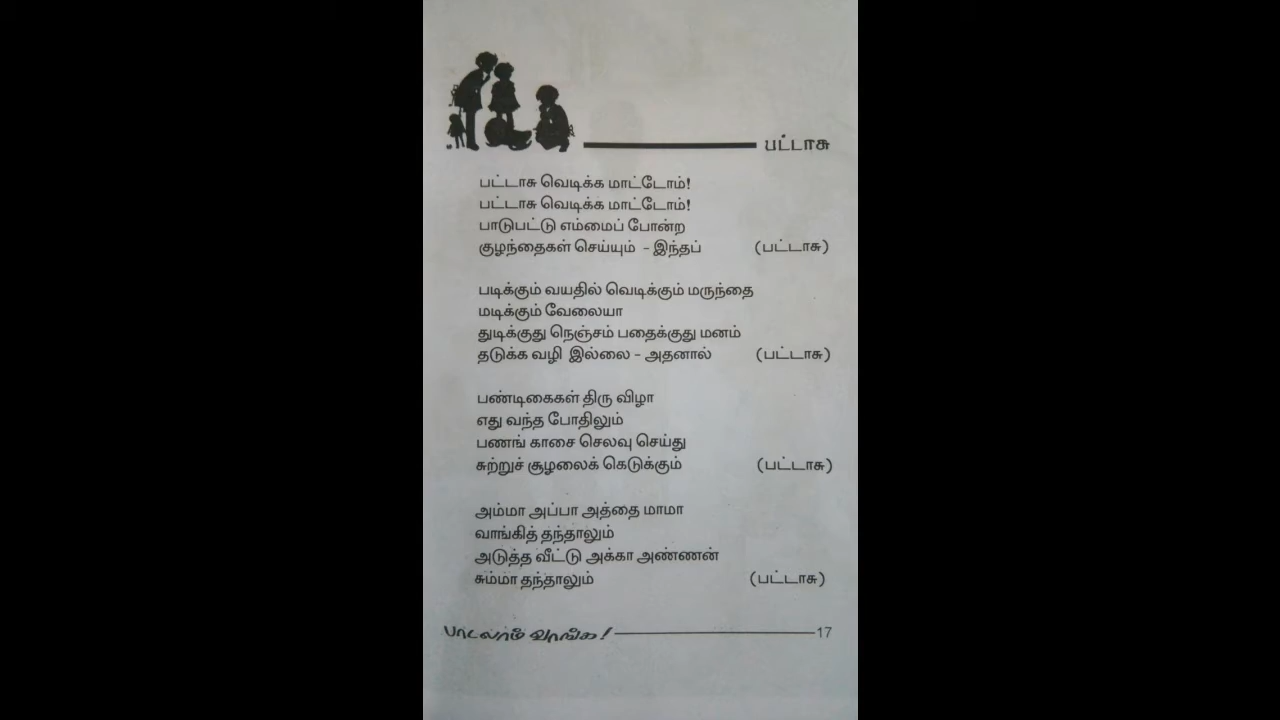 பட்டாசு
பட்டாசு வெடிக்க மாட்டோம்!
பட்டாசு வெடிக்க மாட்டோம்!
பாடுபட்டு எம்மைப் போன்ற
குழந்தைகள் செய்யும் - இந்தப் (பட்டாசு)
படிக்கும் வயதில் வெடிக்கும் மருந்தை
மடிக்கும் வேலையா
துடிக்குது நெஞ்சம் பதைக்குது மனம்
தடுக்க வழி இல்லை - அதனால் (பட்டாசு)
பண்டிகைகள் திரு விழா
எது வந்த போதிலும்
பணங் காசை செலவு செய்து
சுற்றுச் சூழலைக் கெடுக்கும் (பட்டாசு)
அம்மா அப்பா அத்தை மாமா
வாங்கித் தந்தாலும்
அடுத்த வீட்டு அக்கா அண்ணன்
சும்மா தந்தாலும் (பட்டாசு)
பாடலாம் வாங்க! 17